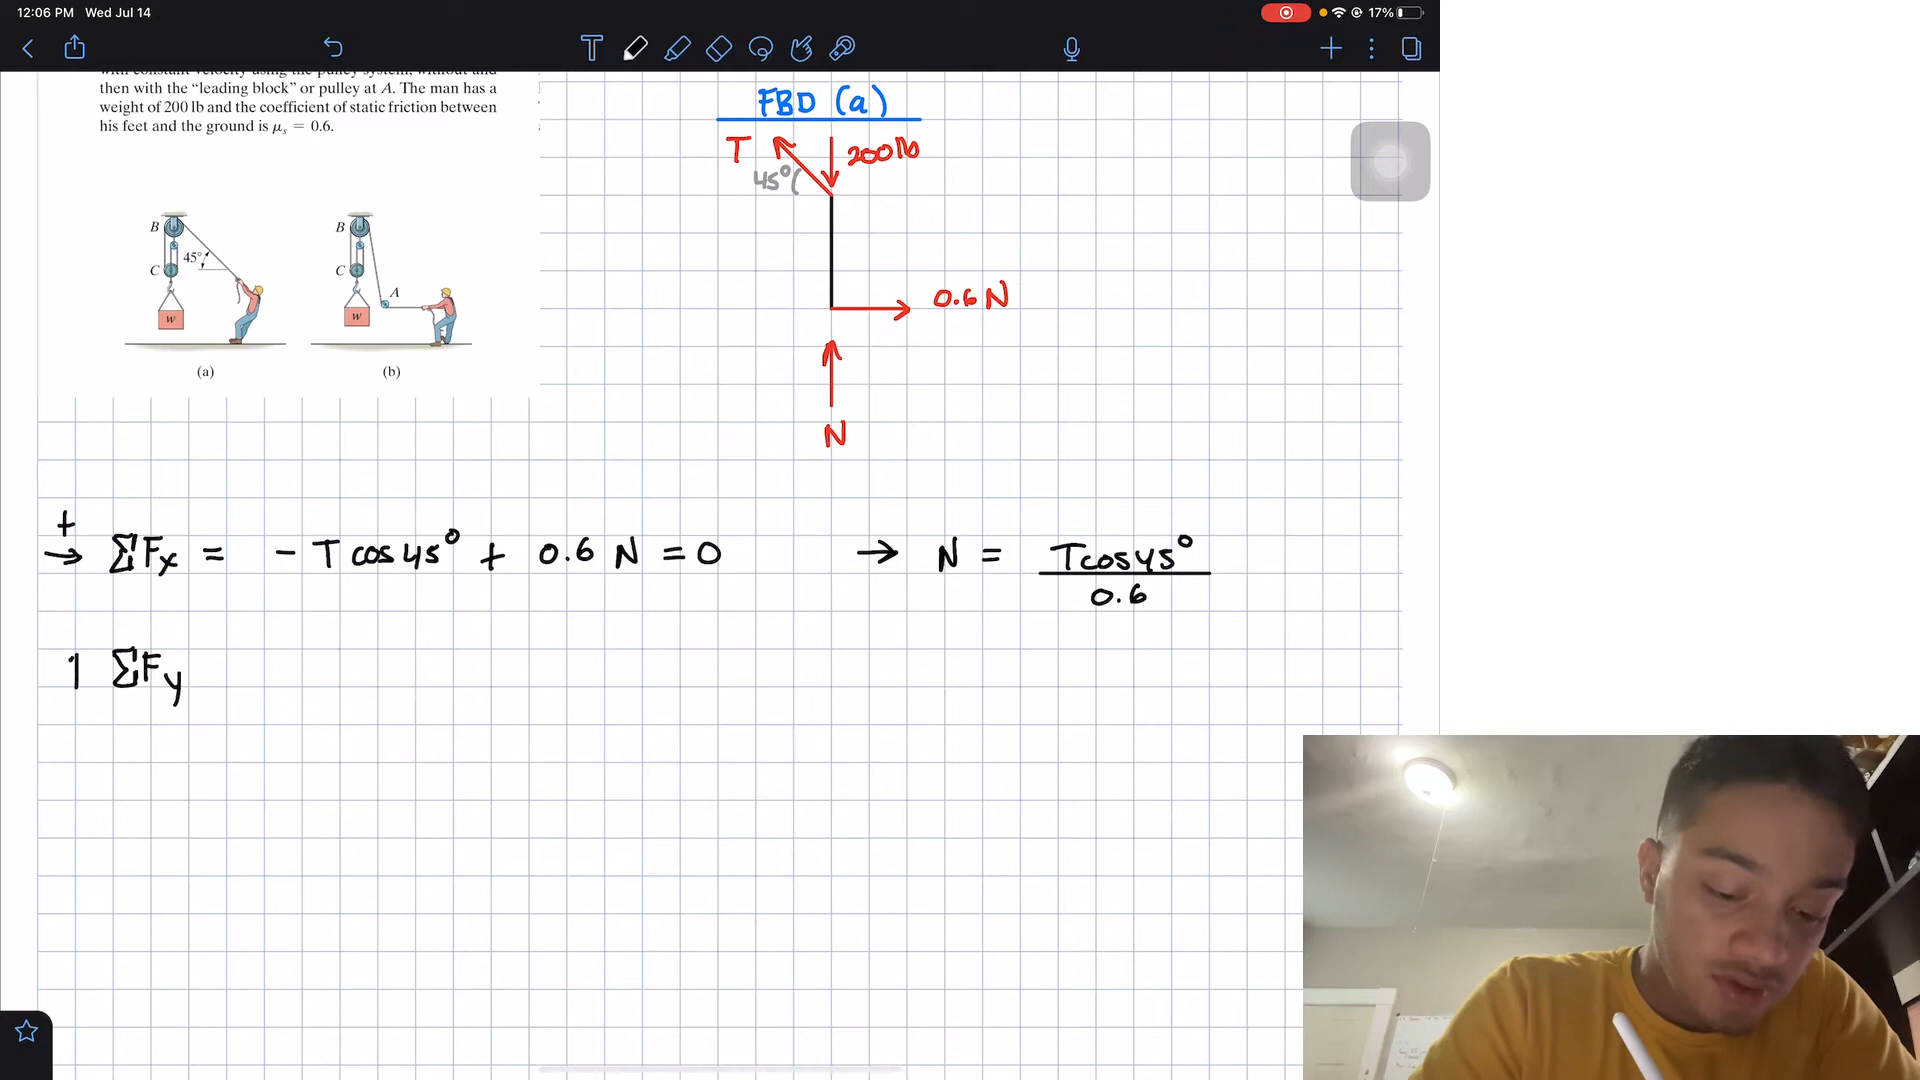 12:06 PM Wed Jul 14
17%
then with the “leading block” or pulley at A. The man has a
weight of 200 lb and the coefficient of static friction between
his feet and the ground is μs = 0.6.
FBD (a)
T
200lb
45°
0.6 N
N
B
C
45°
W
(a)
B
C
A
W
(b)
+
→ ΣFx = - T cos45° + 0.6 N = 0 → N = Tcos45° / 0.6
ΣFy